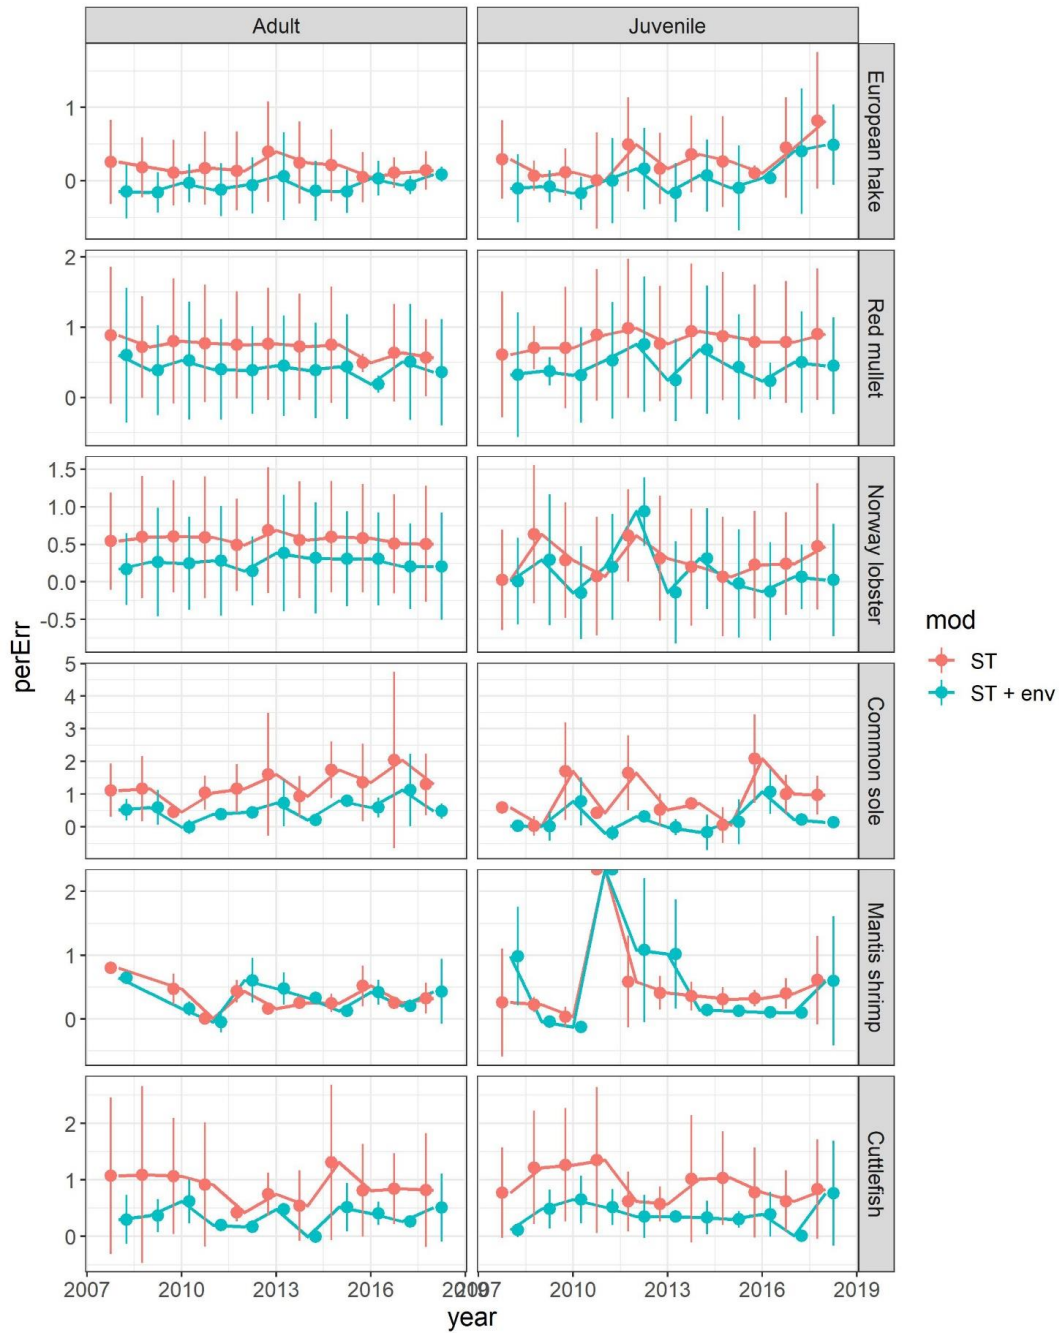 Adult
Juvenile
European hake
1
0
Red mullet
2
1
0
Norway lobster
1.5
1.0
0.5
0.0
-0.5
Common sole
5
4
3
2
1
0
Mantis shrimp
2
1
0
Cuttlefish
2
1
0
perErr
mod
ST
ST + env
2007 2010 2013 2016 2019
2007 2010 2013 2016 2019
year